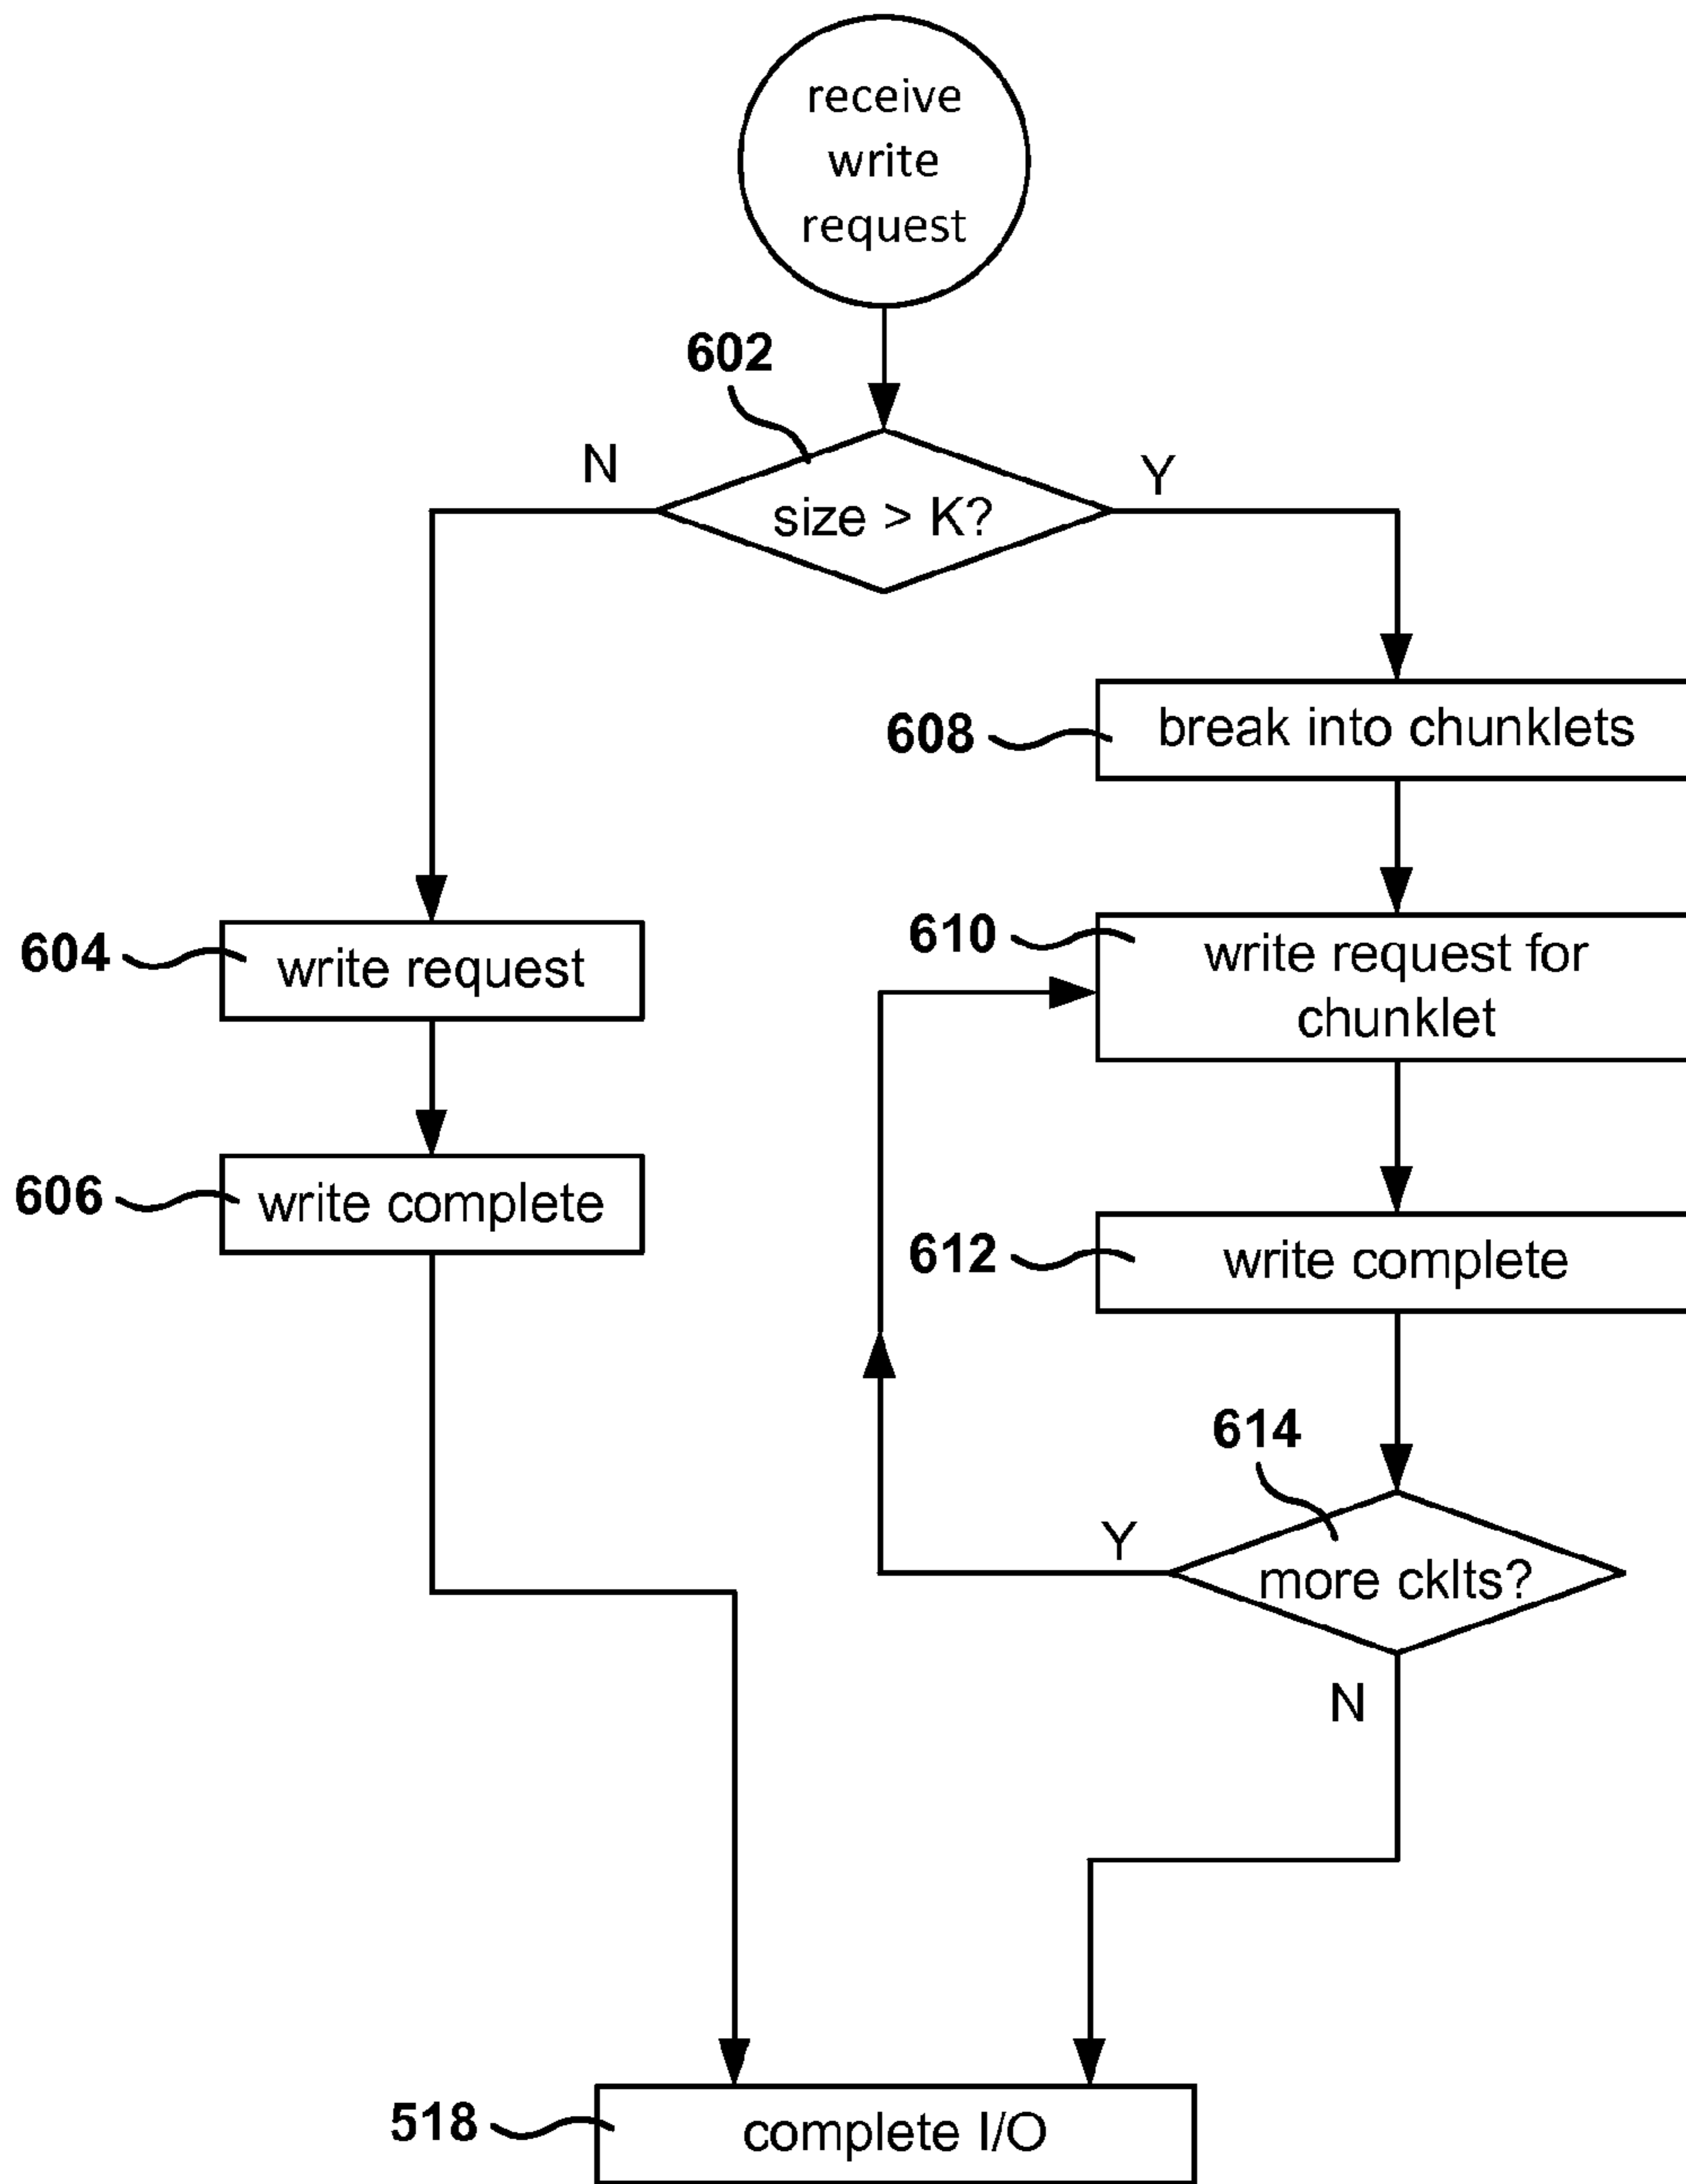 receive
write
request
602
N
Y
size > K?
608
break into chunklets
604
write request
610
write request for
chunklet
606
write complete
612
write complete
614
Y
more cklts?
N
518
complete I/O